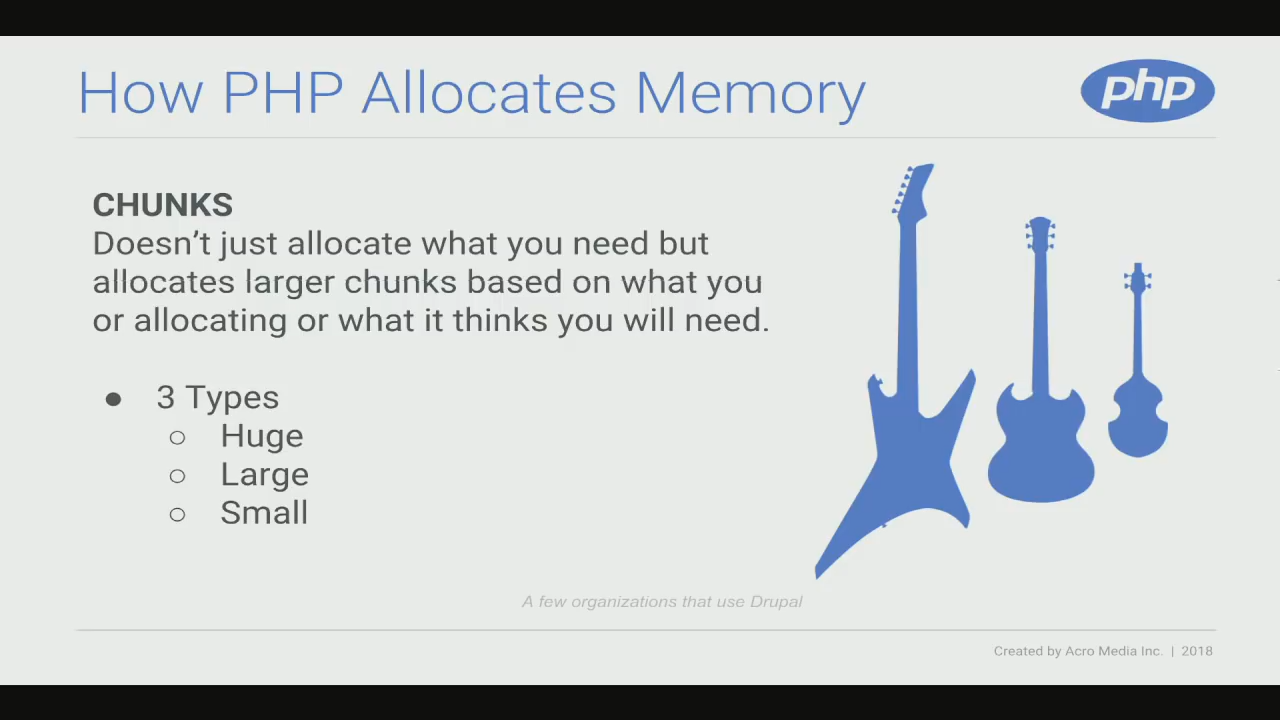 How PHP Allocates Memory
php
CHUNKS
Doesn’t just allocate what you need but
allocates larger chunks based on what you
or allocating or what it thinks you will need.
● 3 Types
○ Huge
○ Large
○ Small
A few organizations that use Drupal
Created by Acro Media Inc. | 2018